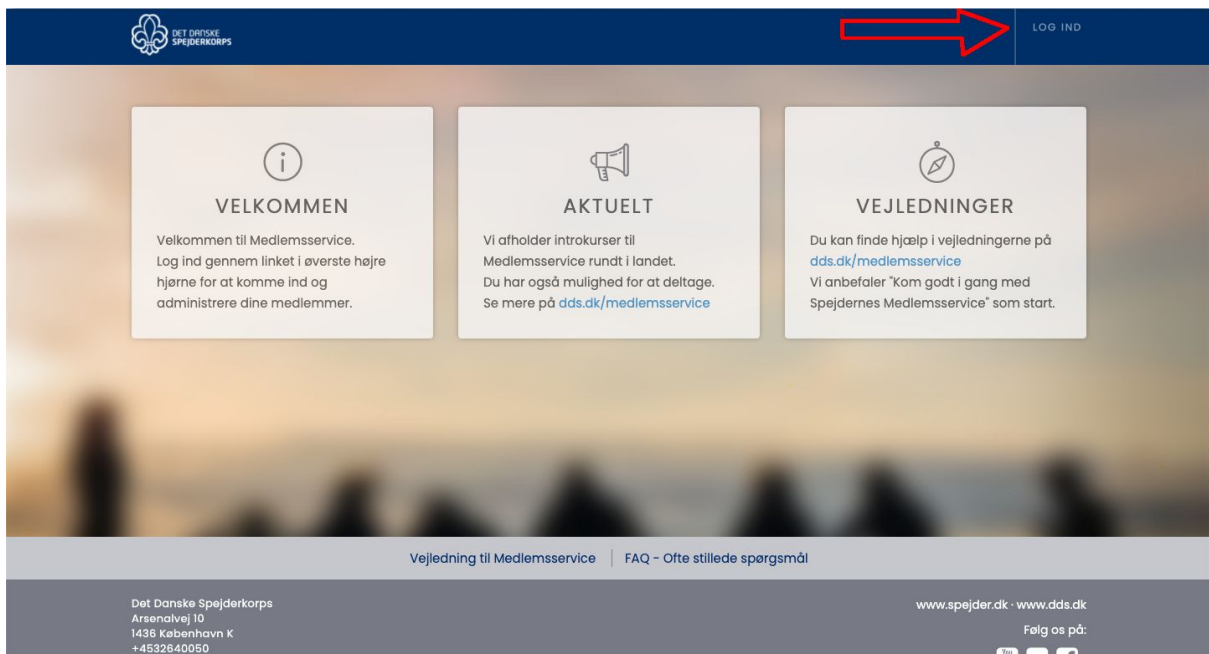 DET DANSKE
SPEJDERKORPS
LOG IND
VELKOMMEN
Velkommen til Medlemsservice.
Log ind gennem linket i øverste højre
hjørne for at komme ind og
administrere dine medlemmer.
AKTUELT
Vi afholder introkurser til
Medlemsservice rundt i landet.
Du har også mulighed for at deltage.
Se mere på dds.dk/medlemsservice
VEJLEDNINGER
Du kan finde hjælp i vejledningerne på
dds.dk/medlemsservice
Vi anbefaler "Kom godt i gang med
Spejdernes Medlemsservice" som start.
Vejledning til Medlemsservice | FAQ - Ofte stillede spørgsmål
Det Danske Spejderkorps
Arsenalvej 10
1436 København K
+4532640050
www.spejder.dk · www.dds.dk
Følg os på:
You